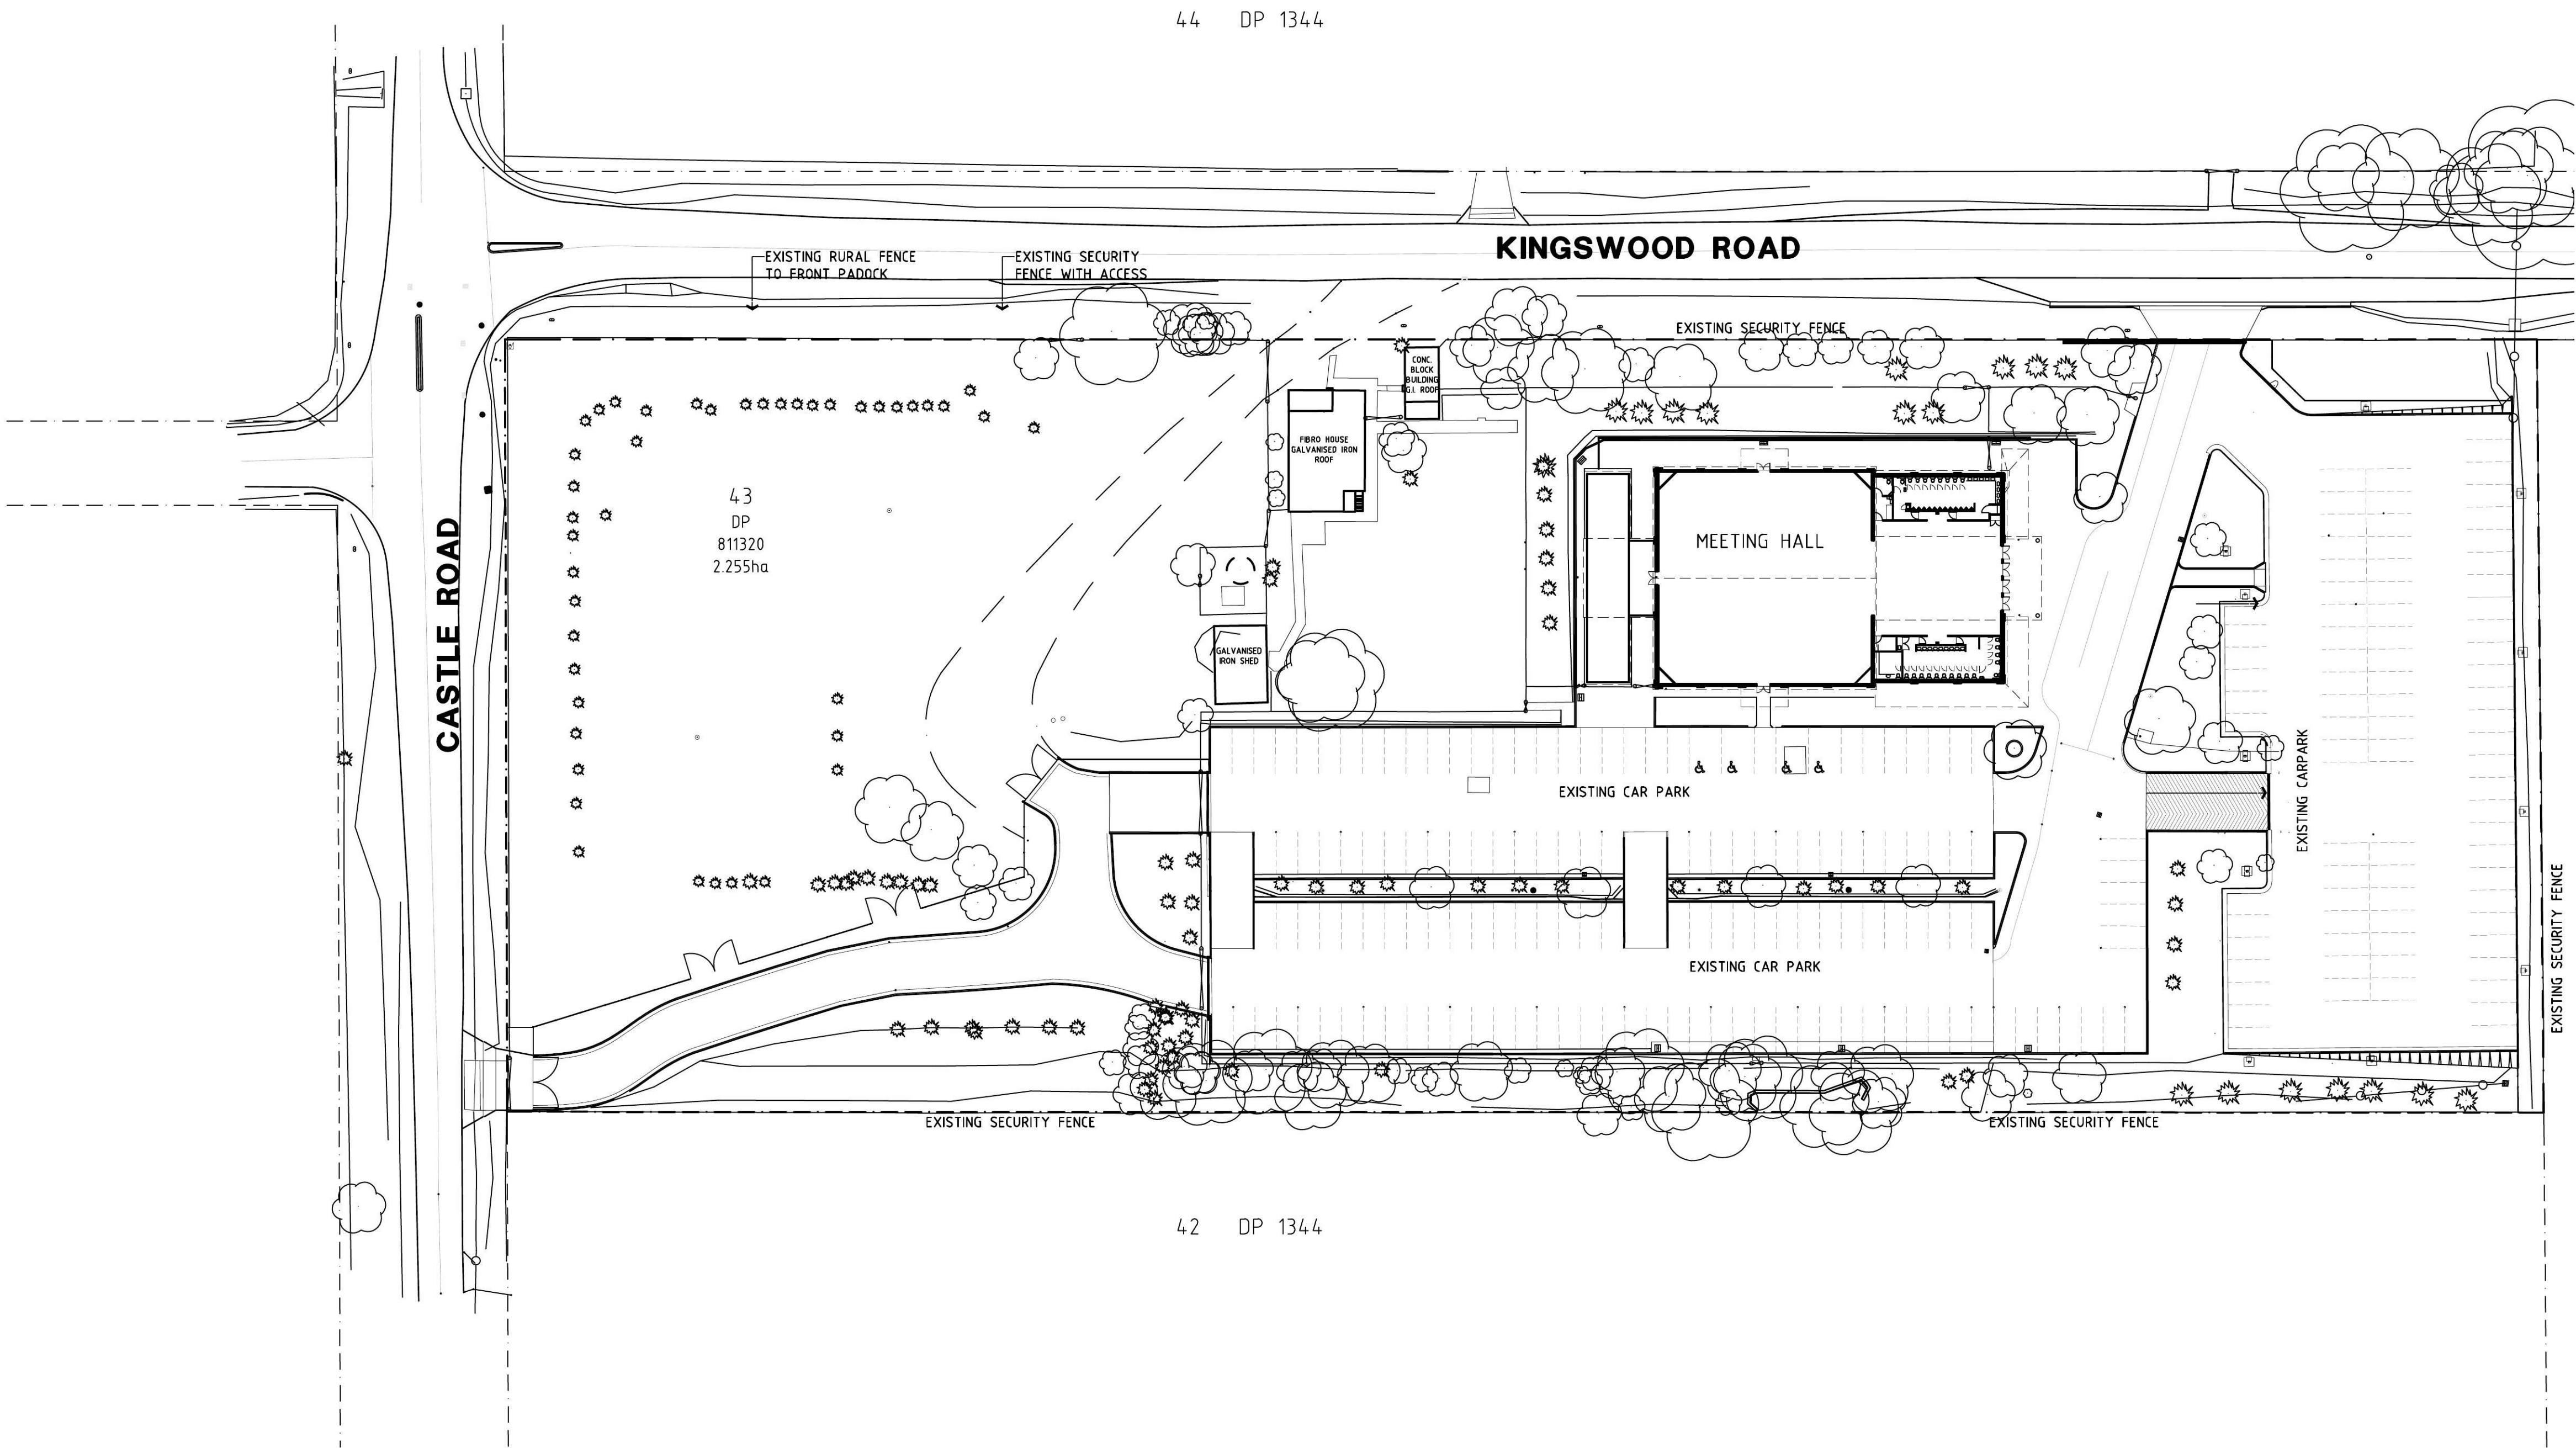 44 DP 1344
KINGSWOOD ROAD
EXISTING RURAL FENCE
TO FRONT PADOCK
EXISTING SECURITY
FENCE WITH ACCESS
EXISTING SECURITY FENCE
CONC.
BLOCK
BUILDING
G.I. ROOF
FIBRO HOUSE
GALVANISED IRON
ROOF
43
DP
811320
2.255ha
MEETING HALL
CASTLE ROAD
GALVANISED
IRON SHED
EXISTING CAR PARK
EXISTING CARPARK
EXISTING CAR PARK
EXISTING SECURITY FENCE
EXISTING SECURITY FENCE
EXISTING SECURITY FENCE
42 DP 1344